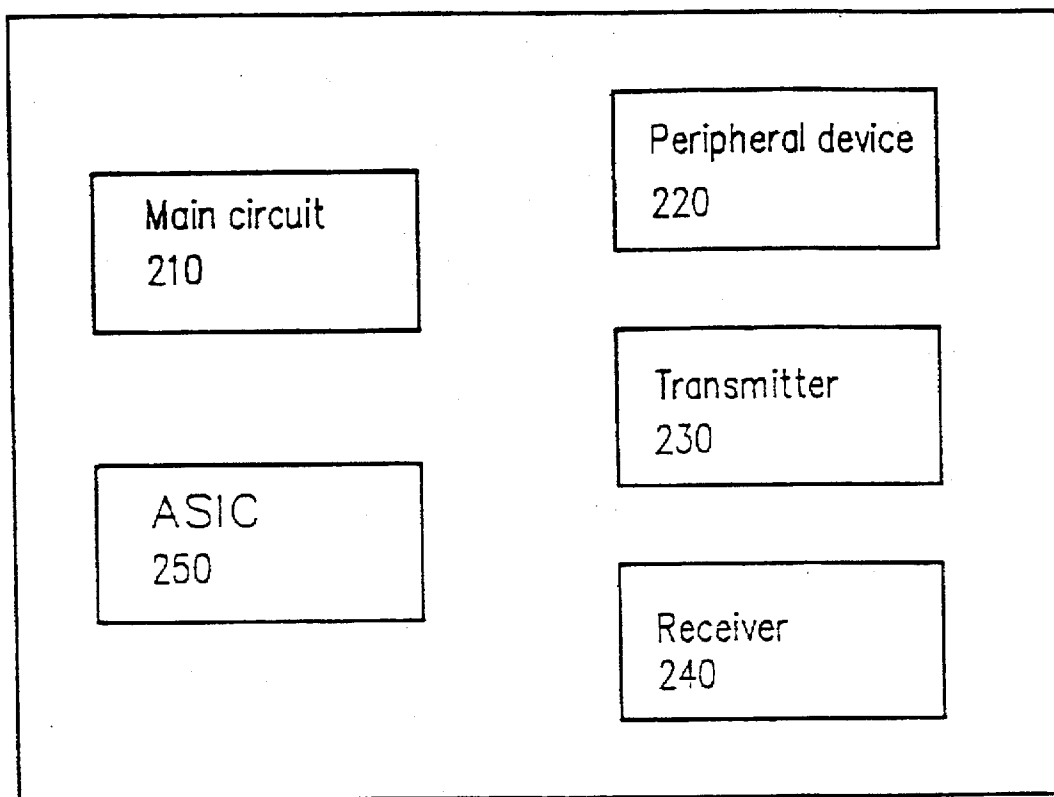 Main circuit
210
ASIC
250
Peripheral device
220
Transmitter
230
Receiver
240